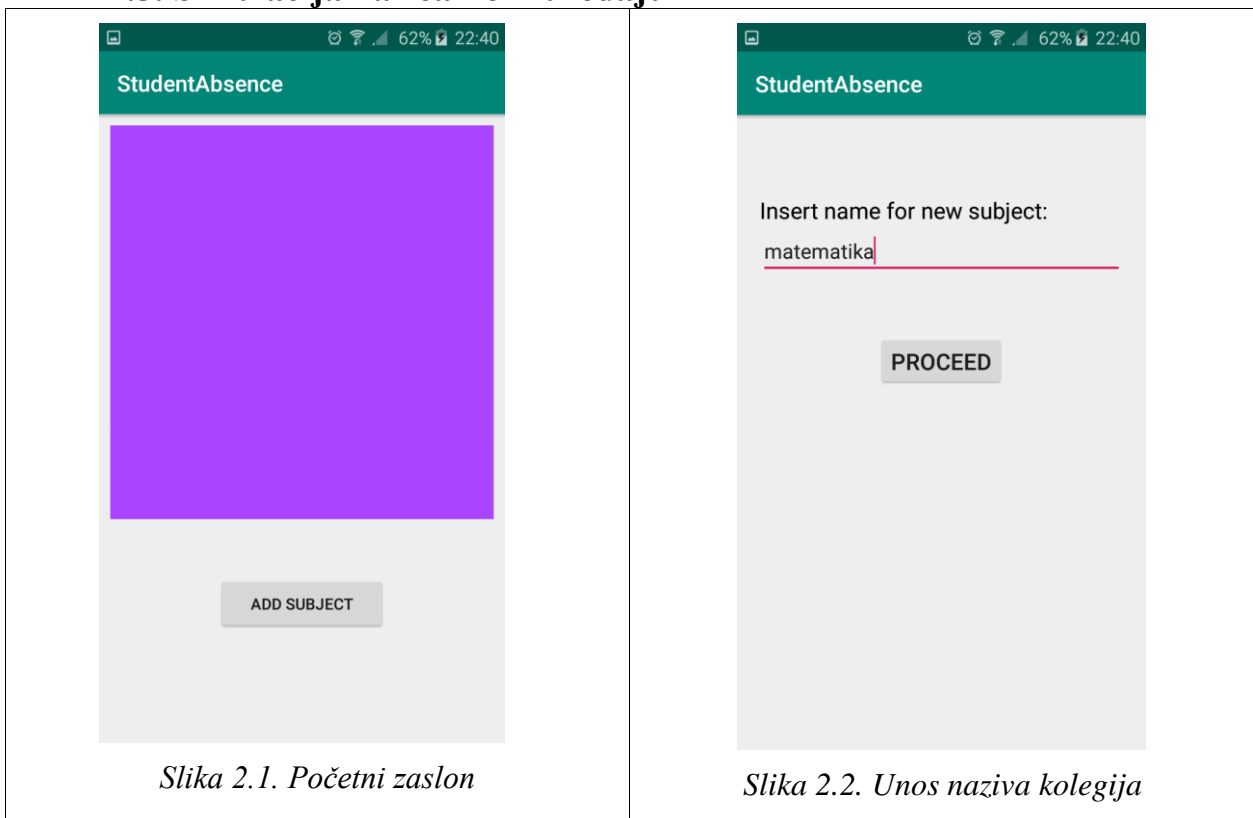 62% 22:40
StudentAbsence
ADD SUBJECT
Slika 2.1. Početni zaslon
62% 22:40
StudentAbsence
Insert name for new subject:
matematika
PROCEED
Slika 2.2. Unos naziva kolegija